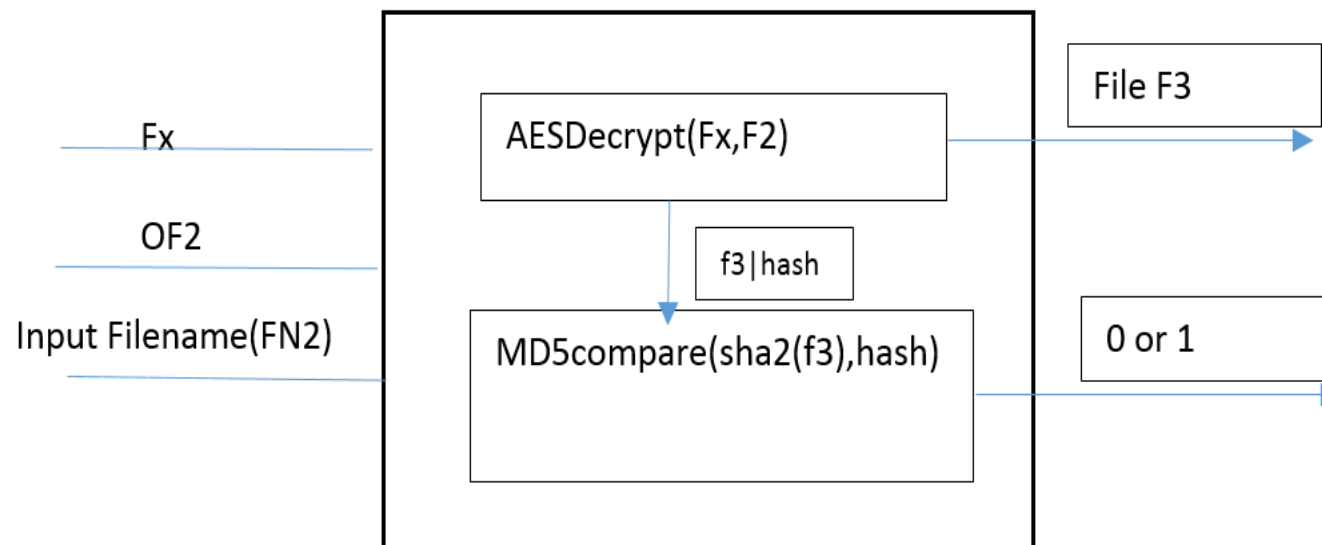 Fx
OF2
Input Filename(FN2)
AESDecrypt(Fx,F2)
f3|hash
MD5compare(sha2(f3),hash)
File F3
0 or 1